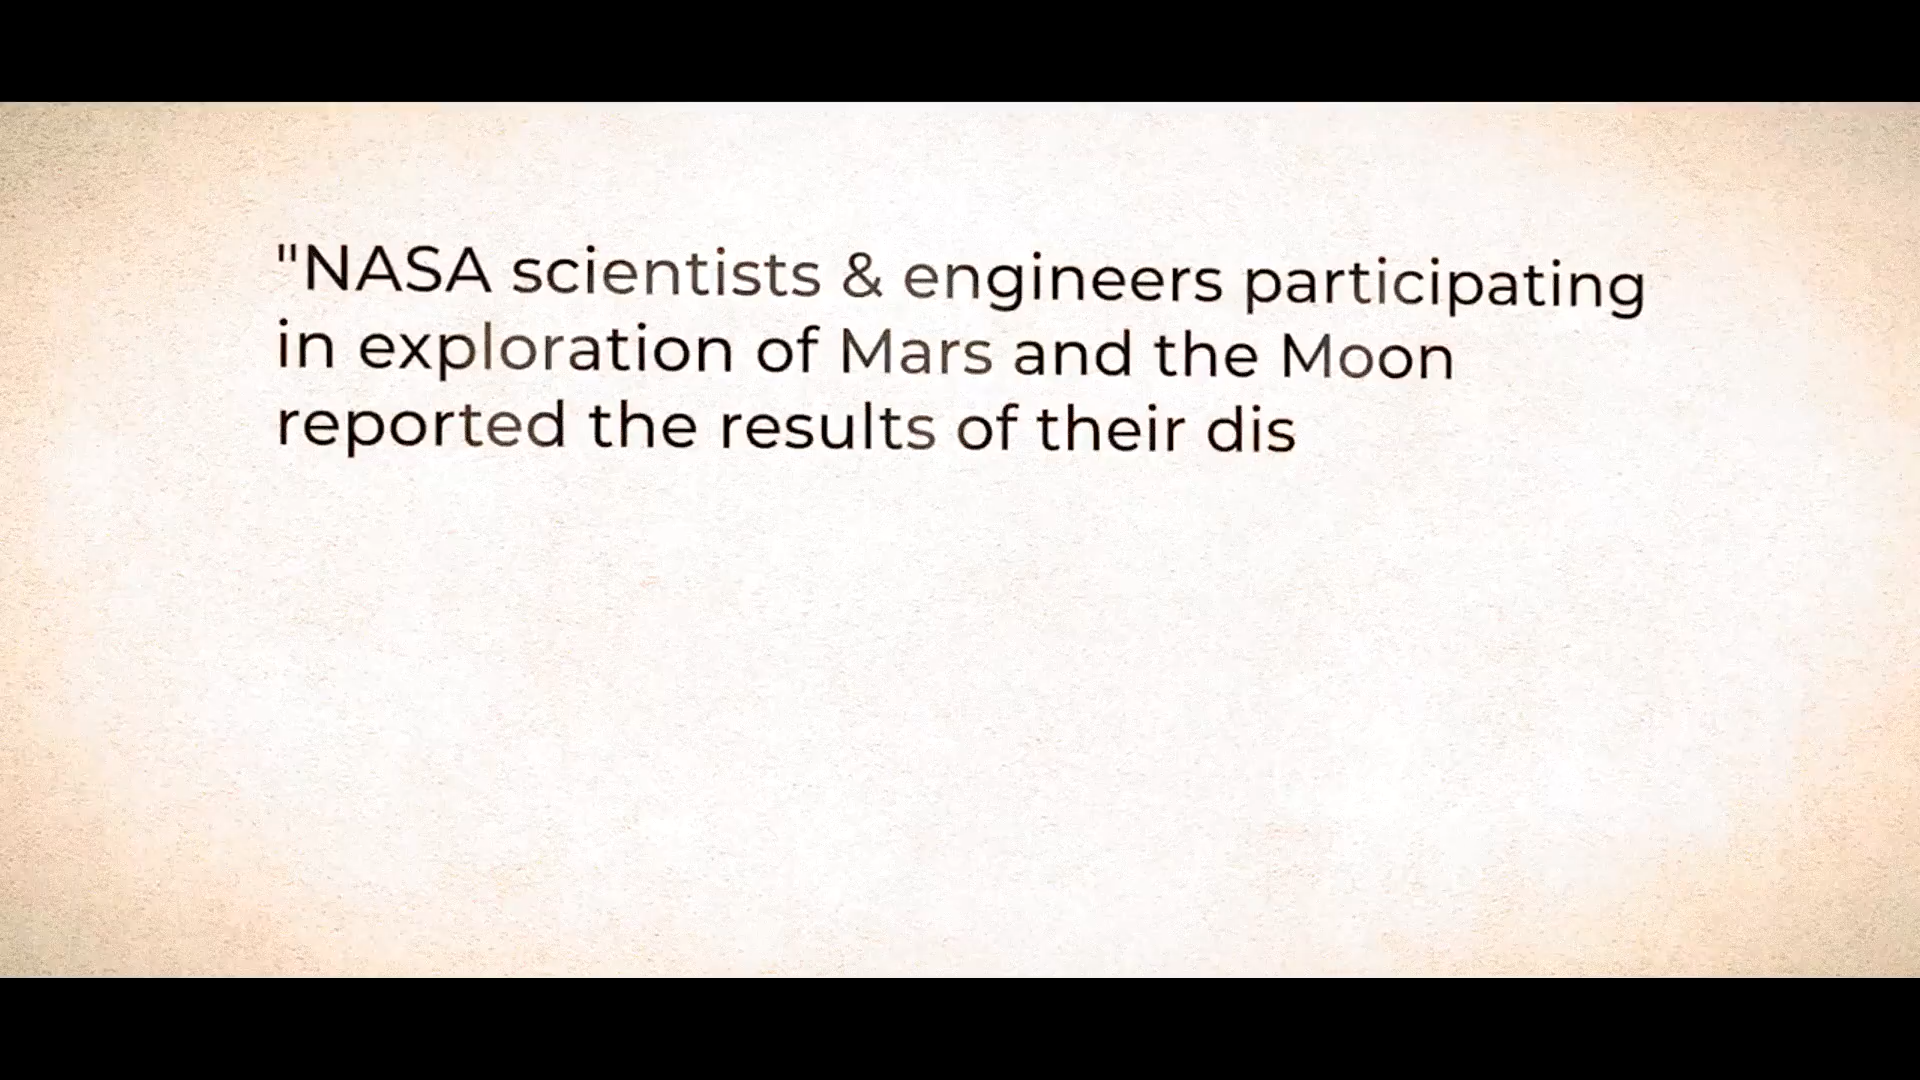 "NASA scientists & engineers participating
in exploration of Mars and the Moon
reported the results of their dis